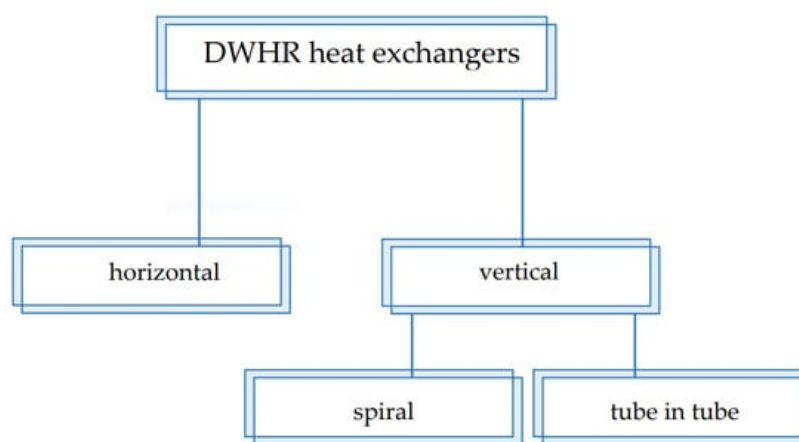 DWHR heat exchangers
horizontal
vertical
spiral
tube in tube